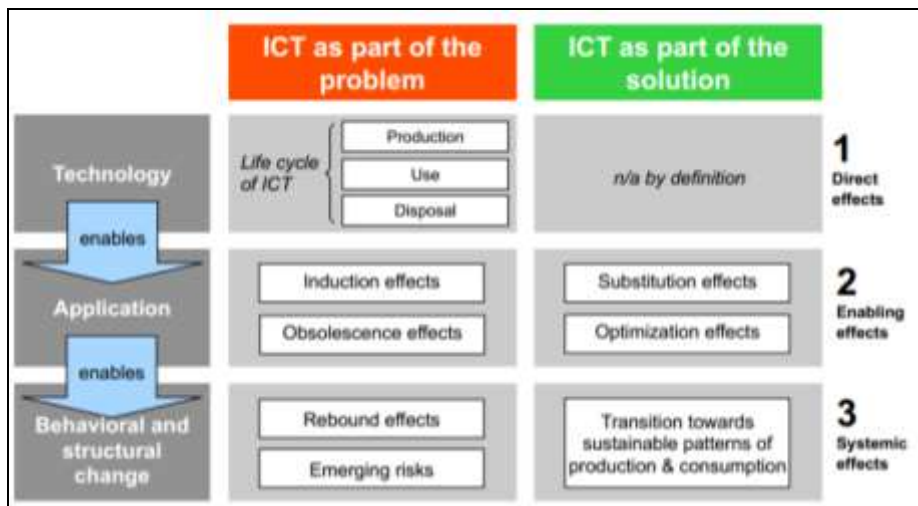 ICT as part of the
problem
ICT as part of the
solution
Technology
Life cycle
of ICT
Production
Use
Disposal
n/a by definition
1
Direct
effects
enables
Application
Induction effects
Obsolescence effects
Substitution effects
Optimization effects
2
Enabling
effects
enables
Behavioral and
structural
change
Rebound effects
Emerging risks
Transition towards
sustainable patterns of
production & consumption
3
Systemic
effects